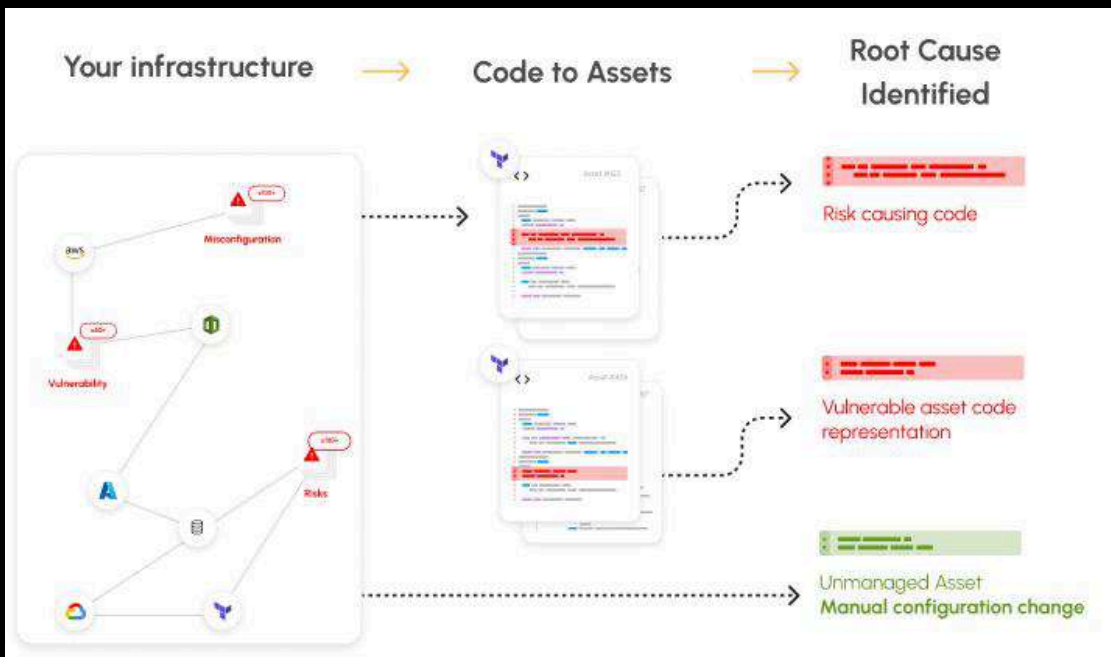 Your infrastructure
Code to Assets
Root Cause
Identified
Misconfiguration
aws
Vulnerability
Risks
Risk causing code
Vulnerable asset code
representation
Unmanaged Asset
Manual configuration change